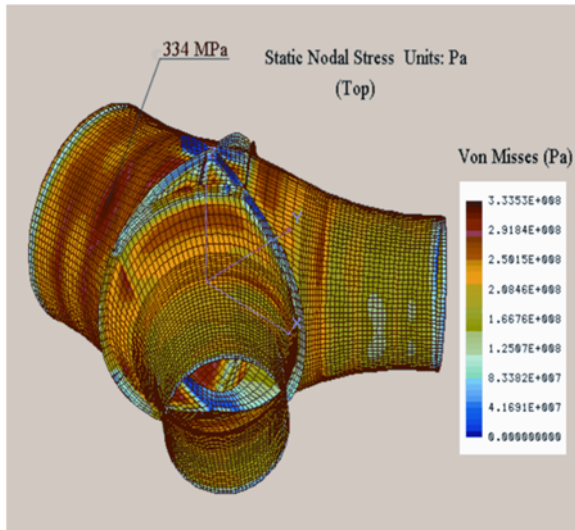 334 MPa
Static Nodal Stress Units: Pa
(Top)
Von Misses (Pa)
3.3353E+008
2.9184E+008
2.5015E+008
2.0846E+008
1.6676E+008
1.2507E+008
8.3382E+007
4.1691E+007
0.000000000
Y
X